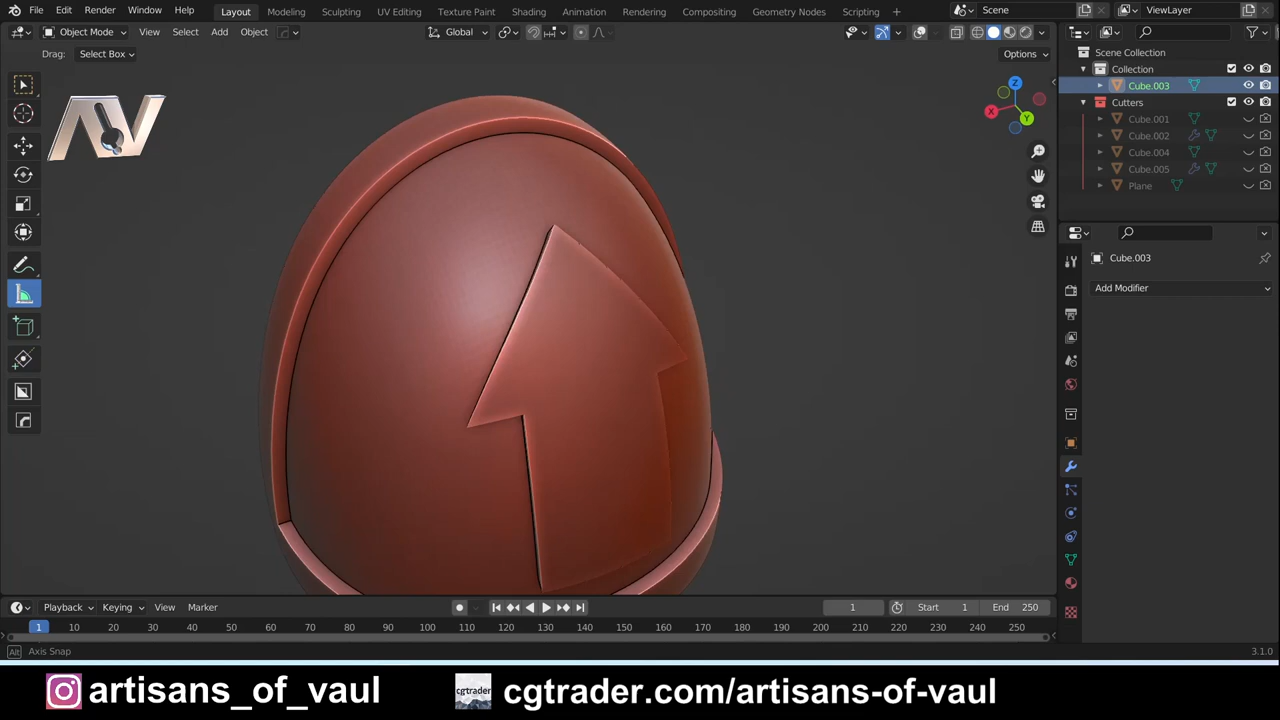 File Edit Render Window Help Layout Modeling Sculpting UV Editing Texture Paint Shading Animation Rendering Compositing Geometry Nodes Scripting + Scene ViewLayer
Object Mode View Select Add Object Global
Drag: Select Box Options
Scene Collection
Collection
Cube.003
Cutters
Cube.001
Cube.002
Cube.004
Cube.005
Plane
Z
X
Y
AV
Cube.003
Add Modifier
Playback Keying View Marker 1 Start 1 End 250
1 10 20 30 40 50 60 70 80 90 100 110 120 130 140 150 160 170 180 190 200 210 220 230 240 250
Alt Axis Snap 3.1.0
artisans_of_vaul cgtrader cgtrader.com/artisans-of-vaul